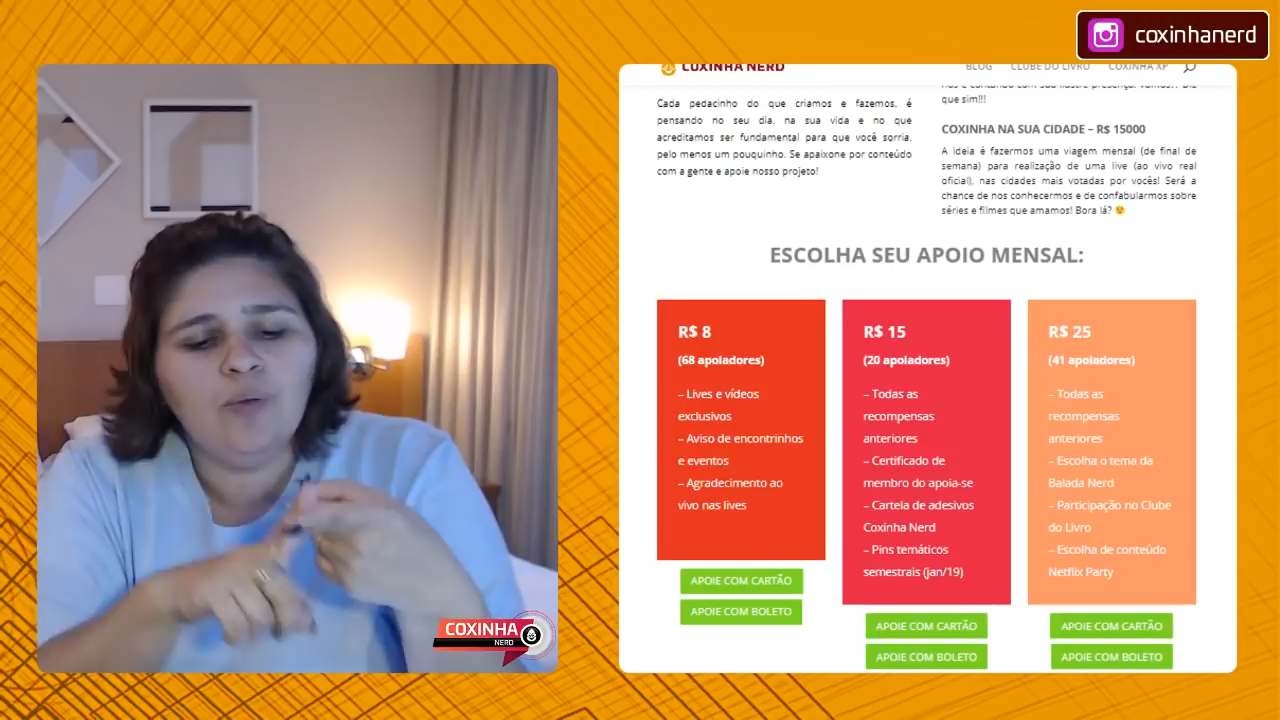 coxinhanerd
COXINHA NERD
BLOG CLUBE DO LIVRO COXINHA XP
Cada pedacinho do que criamos e fazemos, é
pensando no seu dia, na sua vida e no que
acreditamos ser fundamental para que você sorria,
pelo menos um pouquinho. Se apaixone por conteúdo
com a gente e apoie nosso projeto!
que sim!!!
COXINHA NA SUA CIDADE – R$ 15000
A ideia é fazermos uma viagem mensal (de final de
semana) para realização de uma live (ao vivo real
oficial), nas cidades mais votadas por vocês! Será a
chance de nos conhecermos e de confabularmos sobre
séries e filmes que amamos! Bora lá? 😉
ESCOLHA SEU APOIO MENSAL:
R$ 8
(68 apoiadores)
– Lives e vídeos
exclusivos
– Aviso de encontrinhos
e eventos
– Agradecimento ao
vivo nas lives
APOIE COM CARTÃO
APOIE COM BOLETO
R$ 15
(20 apoiadores)
– Todas as
recompensas
anteriores
– Certificado de
membro do apoia-se
– Cartela de adesivos
Coxinha Nerd
– Pins temáticos
semestrais (jan/19)
APOIE COM CARTÃO
APOIE COM BOLETO
R$ 25
(41 apoiadores)
– Todas as
recompensas
anteriores
– Escolha o tema da
Balada Nerd
– Participação no Clube
do Livro
– Escolha de conteúdo
Netflix Party
APOIE COM CARTÃO
APOIE COM BOLETO
COXINHA
NERD